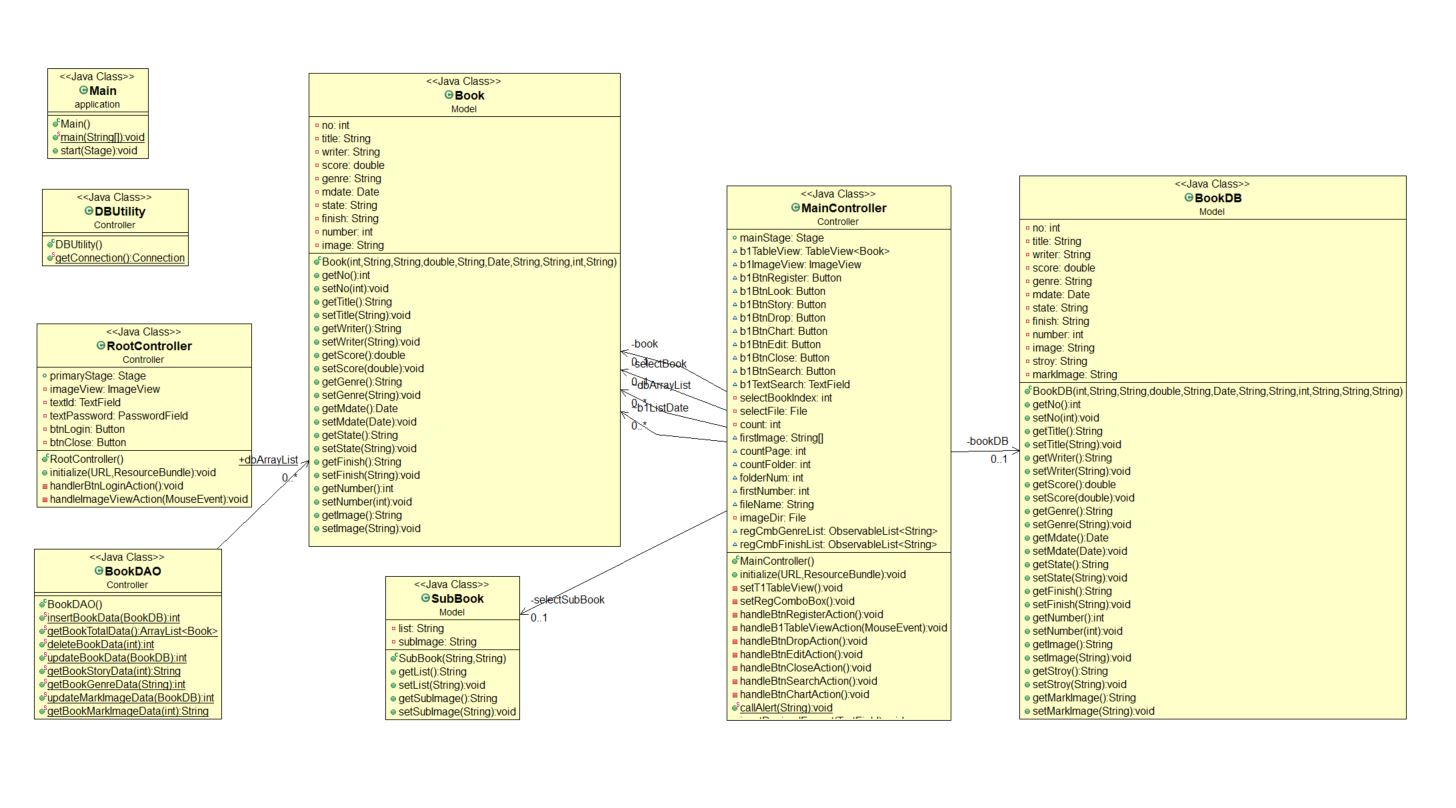 <<Java Class>>
Main
application
Main()
main(String[]):void
start(Stage):void
<<Java Class>>
DBUtility
Controller
DBUtility()
getConnection():Connection
<<Java Class>>
RootController
Controller
primaryStage: Stage
imageView: ImageView
textId: TextField
textPassword: PasswordField
btnLogin: Button
btnClose: Button
RootController()
initialize(URL,ResourceBundle):void
handlerBtnLoginAction():void
handleImageViewAction(MouseEvent):void
<<Java Class>>
BookDAO
Controller
BookDAO()
insertBookData(BookDB):int
getBookTotalData():ArrayList<Book>
deleteBookData(int):int
updateBookData(BookDB):int
getBookStoryData(int):String
getBookGenreData(String):int
updateMarkImageData(BookDB):int
getBookMarkImageData(int):String
+dbArrayList
0..*
<<Java Class>>
Book
Model
no: int
title: String
writer: String
score: double
genre: String
mdate: Date
state: String
finish: String
number: int
image: String
Book(int,String,String,double,String,Date,String,String,int,String)
getNo():int
setNo(int):void
getTitle():String
setTitle(String):void
getWriter():String
setWriter(String):void
getScore():double
setScore(double):void
getGenre():String
setGenre(String):void
getMdate():Date
setMdate(Date):void
getState():String
setState(String):void
getFinish():String
setFinish(String):void
getNumber():int
setNumber(int):void
getImage():String
setImage(String):void
<<Java Class>>
SubBook
Model
list: String
subImage: String
SubBook(String,String)
getList():String
setList(String):void
getSubImage():String
setSubImage(String):void
-book
-selectBook
-dbArrayList
0..*
-b1ListDate
0..*
-selectSubBook
0..1
<<Java Class>>
MainController
Controller
mainStage: Stage
b1TableView: TableView<Book>
b1ImageView: ImageView
b1BtnRegister: Button
b1BtnLook: Button
b1BtnStory: Button
b1BtnDrop: Button
b1BtnChart: Button
b1BtnEdit: Button
b1BtnClose: Button
b1BtnSearch: Button
b1TextSearch: TextField
selectBookIndex: int
selectFile: File
count: int
firstImage: String[]
countPage: int
countFolder: int
folderNum: int
firstNumber: int
fileName: String
imageDir: File
regCmbGenreList: ObservableList<String>
regCmbFinishList: ObservableList<String>
MainController()
initialize(URL,ResourceBundle):void
setT1TableView():void
setRegComboBox():void
handleBtnRegisterAction():void
handleB1TableViewAction(MouseEvent):void
handleBtnDropAction():void
handleBtnEditAction():void
handleBtnCloseAction():void
handleBtnSearchAction():void
handleBtnChartAction():void
callAlert(String):void
-bookDB
0..1
<<Java Class>>
BookDB
Model
no: int
title: String
writer: String
score: double
genre: String
mdate: Date
state: String
finish: String
number: int
image: String
stroy: String
markImage: String
BookDB(int,String,String,double,String,Date,String,String,int,String,String,String)
getNo():int
setNo(int):void
getTitle():String
setTitle(String):void
getWriter():String
setWriter(String):void
getScore():double
setScore(double):void
getGenre():String
setGenre(String):void
getMdate():Date
setMdate(Date):void
getState():String
setState(String):void
getFinish():String
setFinish(String):void
getNumber():int
setNumber(int):void
getImage():String
setImage(String):void
getStroy():String
setStroy(String):void
getMarkImage():String
setMarkImage(String):void